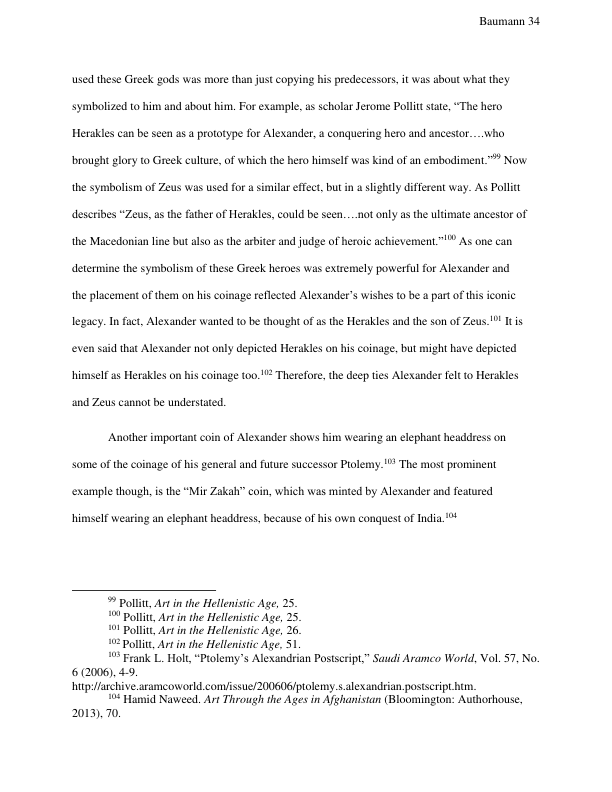 Baumann 34
used these Greek gods was more than just copying his predecessors, it was about what they
symbolized to him and about him. For example, as scholar Jerome Pollitt state, “The hero
Herakles can be seen as a prototype for Alexander, a conquering hero and ancestor….who
brought glory to Greek culture, of which the hero himself was kind of an embodiment.”99 Now
the symbolism of Zeus was used for a similar effect, but in a slightly different way. As Pollitt
describes “Zeus, as the father of Herakles, could be seen….not only as the ultimate ancestor of
the Macedonian line but also as the arbiter and judge of heroic achievement.”100 As one can
determine the symbolism of these Greek heroes was extremely powerful for Alexander and
the placement of them on his coinage reflected Alexander’s wishes to be a part of this iconic
legacy. In fact, Alexander wanted to be thought of as the Herakles and the son of Zeus.101 It is
even said that Alexander not only depicted Herakles on his coinage, but might have depicted
himself as Herakles on his coinage too.102 Therefore, the deep ties Alexander felt to Herakles
and Zeus cannot be understated.
Another important coin of Alexander shows him wearing an elephant headdress on
some of the coinage of his general and future successor Ptolemy.103 The most prominent
example though, is the “Mir Zakah” coin, which was minted by Alexander and featured
himself wearing an elephant headdress, because of his own conquest of India.104
99 Pollitt, Art in the Hellenistic Age, 25.
100 Pollitt, Art in the Hellenistic Age, 25.
101 Pollitt, Art in the Hellenistic Age, 26.
102 Pollitt, Art in the Hellenistic Age, 51.
103 Frank L. Holt, “Ptolemy’s Alexandrian Postscript,” Saudi Aramco World, Vol. 57, No.
6 (2006), 4-9.
http://archive.aramcoworld.com/issue/200606/ptolemy.s.alexandrian.postscript.htm.
104 Hamid Naweed. Art Through the Ages in Afghanistan (Bloomington: Authorhouse,
2013), 70.